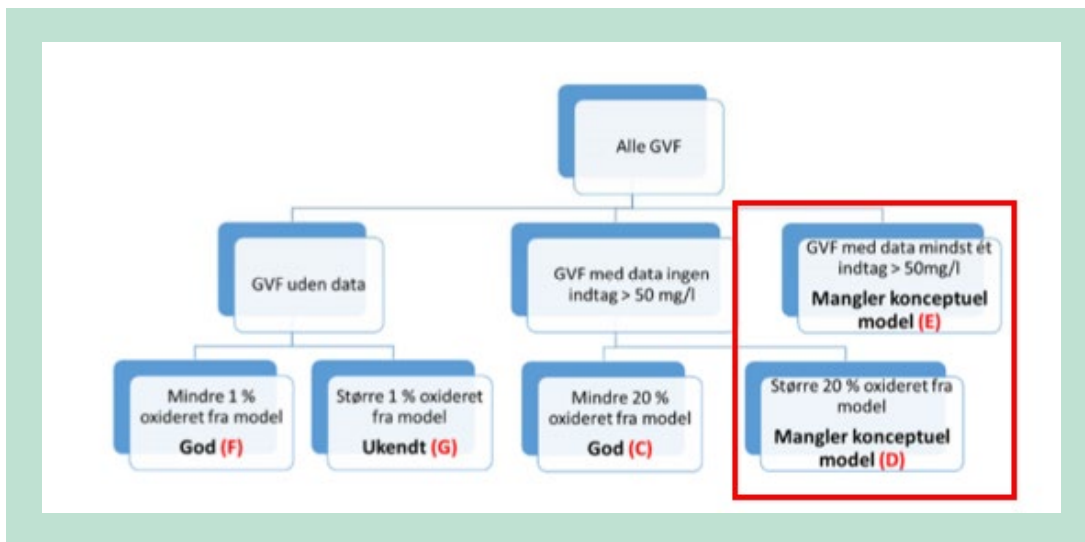 Alle GVF
GVF uden data
GVF med data ingen
indtag > 50 mg/l
GVF med data mindst ét
indtag > 50mg/l
Mangler konceptuel
model (E)
Mindre 1 %
oxideret fra model
God (F)
Større 1 % oxideret
fra model
Ukendt (G)
Mindre 20 %
oxideret fra model
God (C)
Større 20 % oxideret fra
model
Mangler konceptuel
model (D)